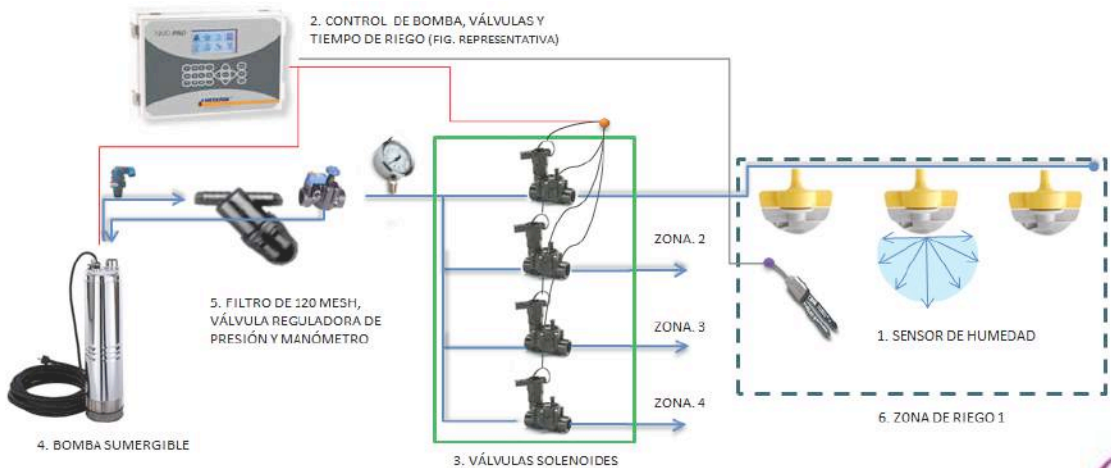 2. CONTROL DE BOMBA, VÁLVULAS Y
TIEMPO DE RIEGO (FIG. REPRESENTATIVA)
ZONA. 2
5. FILTRO DE 120 MESH,
VÁLVULA REGULADORA DE
PRESIÓN Y MANÓMETRO
ZONA. 3
1. SENSOR DE HUMEDAD
ZONA. 4
6. ZONA DE RIEGO 1
4. BOMBA SUMERGIBLE
3. VÁLVULAS SOLENOIDES